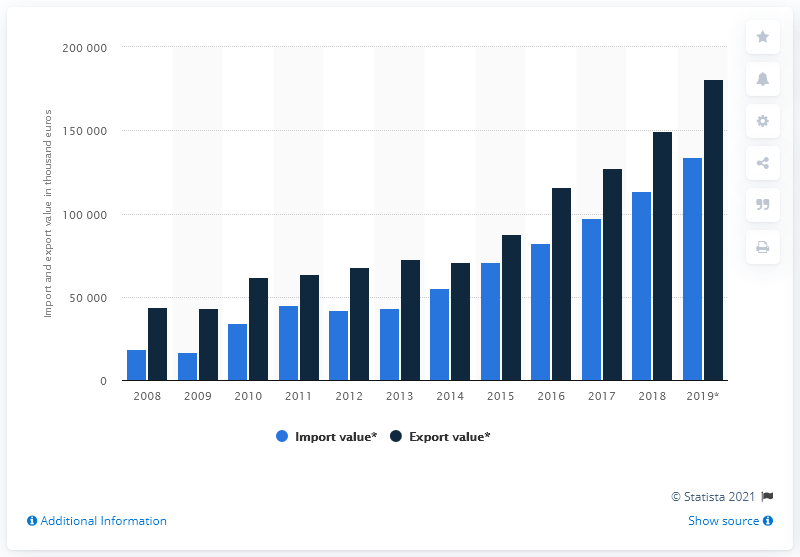 200 000
150 000
100 000
50 000
0
Import and export value in thousand euros
2008 2009 2010 2011 2012 2013 2014 2015 2016 2017 2018 2019*
Import value* Export value*
© Statista 2021
Additional Information Show source